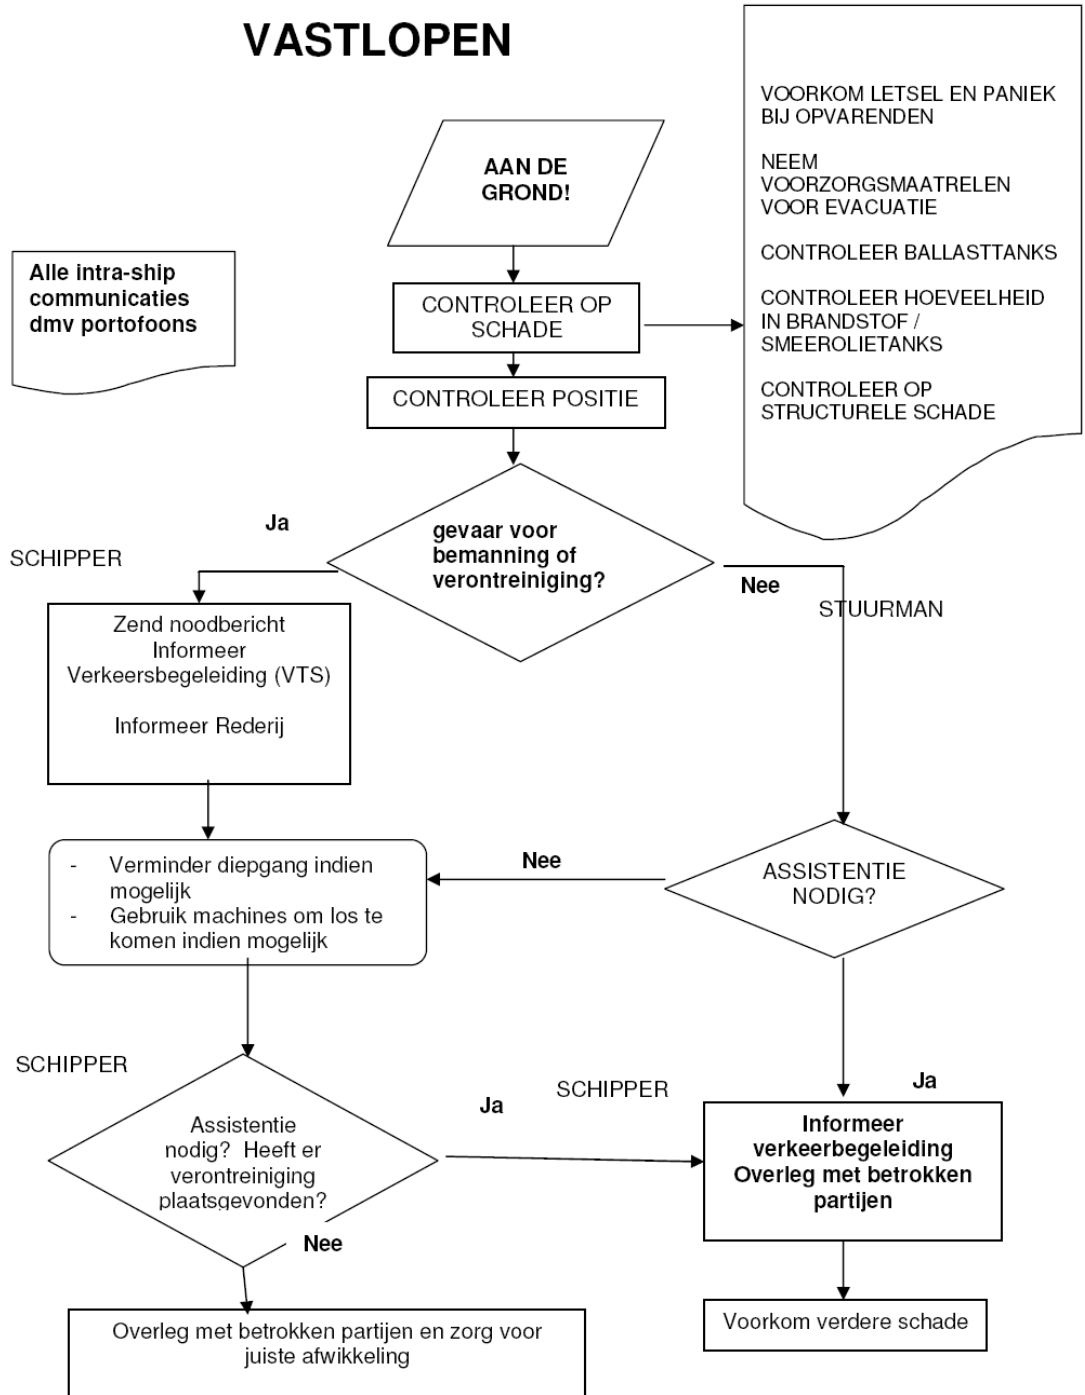 VASTLOPEN
VOORKOM LETSEL EN PANIEK
BIJ OPVARENDEN
NEEM
VOORZORGSMAATRELEN
VOOR EVACUATIE
CONTROLEER BALLASTTANKS
CONTROLEER HOEVEELHEID
IN BRANDSTOF /
SMEEROLIETANKS
CONTROLEER OP
STRUCTURELE SCHADE
AAN DE
GROND!
Alle intra-ship
communicaties
dmv portofoons
CONTROLEER OP
SCHADE
CONTROLEER POSITIE
gevaar voor
bemanning of
verontreiniging?
Ja
SCHIPPER
Nee
STUURMAN
Zend noodbericht
Informeer
Verkeersbegeleiding (VTS)
Informeer Rederij
- Verminder diepgang indien
mogelijk
- Gebruik machines om los te
komen indien mogelijk
Nee
ASSISTENTIE
NODIG?
SCHIPPER
Assistentie
nodig? Heeft er
verontreiniging
plaatsgevonden?
Ja
SCHIPPER
Ja
Informeer
verkeerbegeleiding
Overleg met betrokken
partijen
Nee
Overleg met betrokken partijen en zorg voor
juiste afwikkeling
Voorkom verdere schade